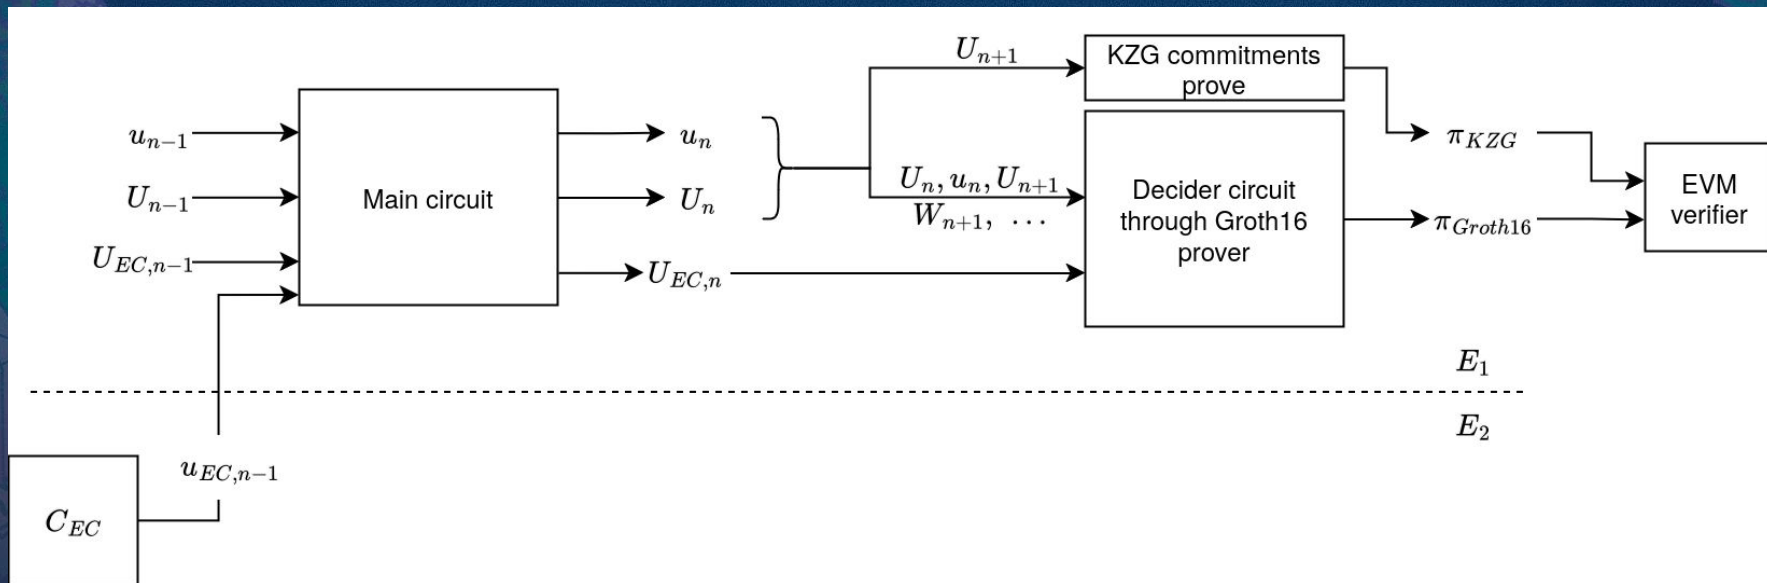 U_{n+1}
KZG commitments
prove
u_{n-1}
u_n
π_{KZG}
U_{n-1}
Main circuit
U_n
U_n, u_n, U_{n+1}
W_{n+1}, ...
Decider circuit
through Groth16
prover
π_{Groth16}
EVM
verifier
U_{EC,n-1}
U_{EC,n}
E_1
E_2
u_{EC,n-1}
C_{EC}